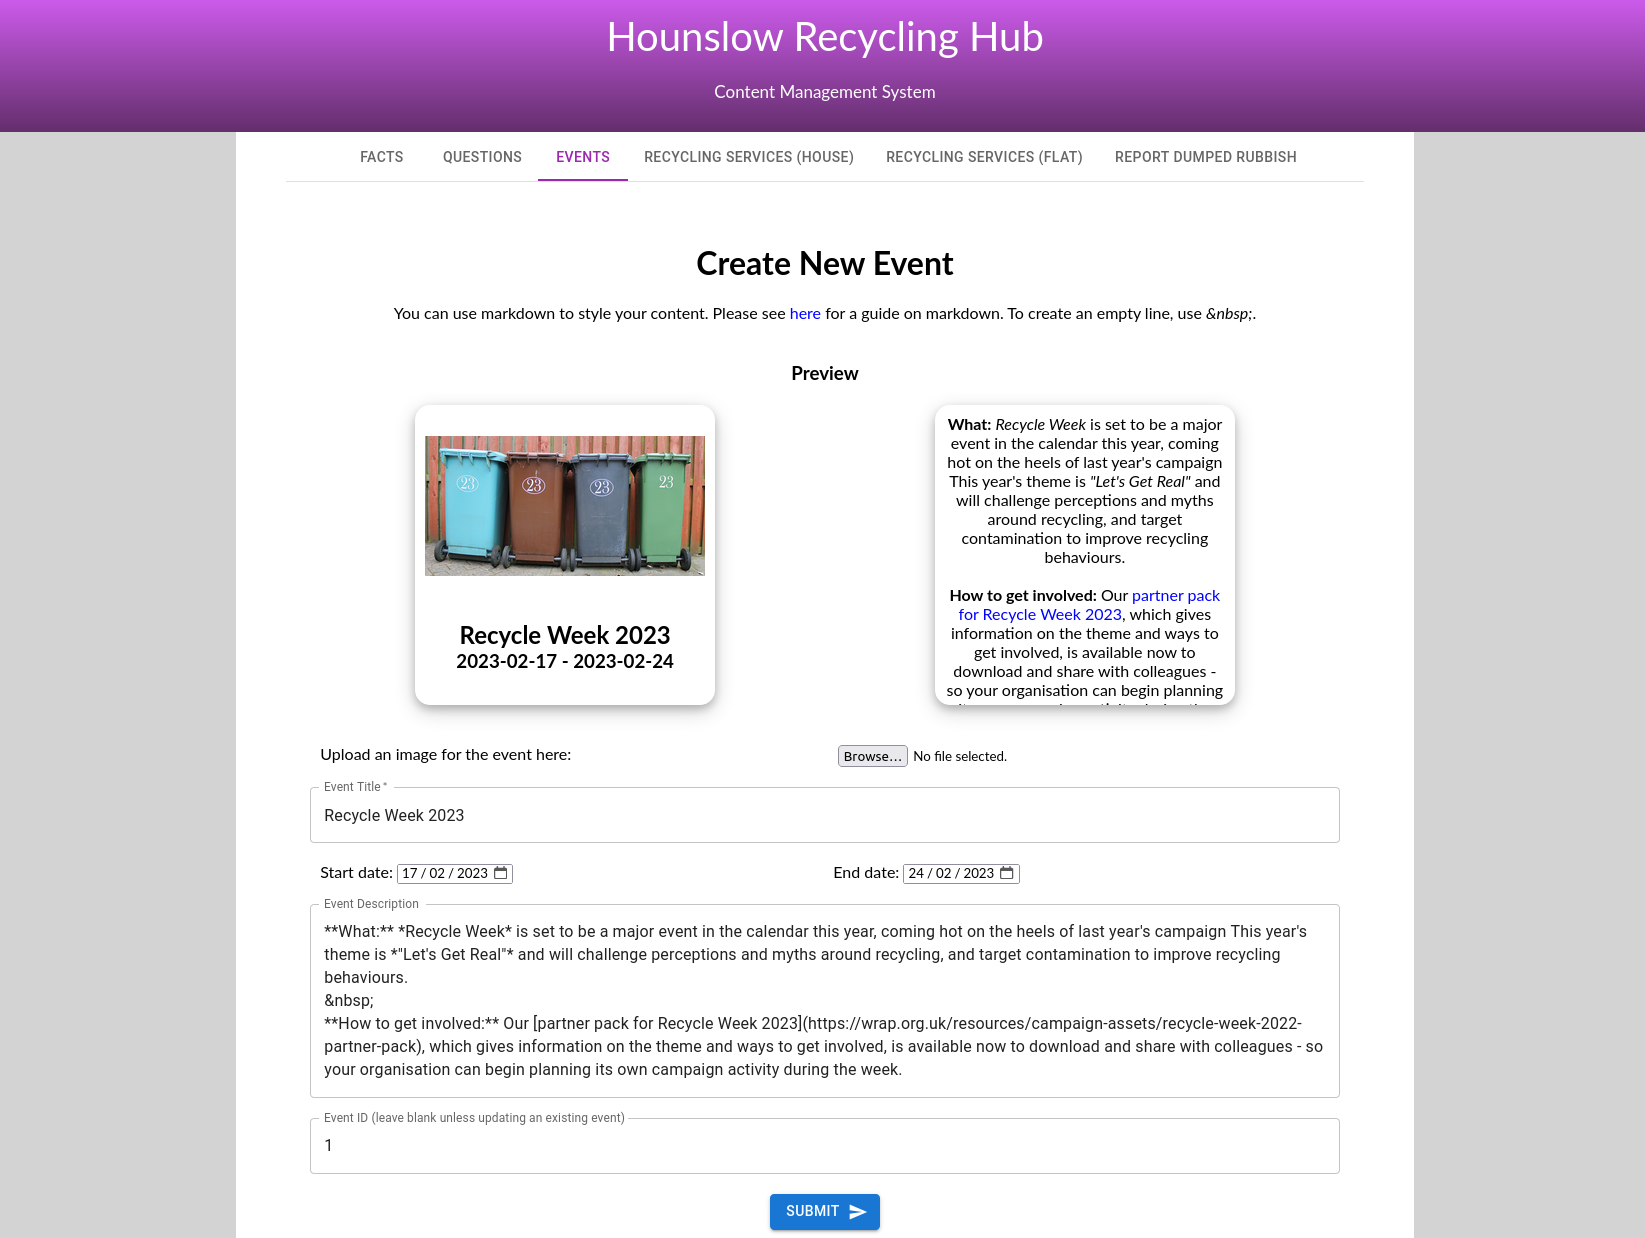 Hounslow Recycling Hub
Content Management System
FACTS QUESTIONS EVENTS RECYCLING SERVICES (HOUSE) RECYCLING SERVICES (FLAT) REPORT DUMPED RUBBISH
Create New Event
You can use markdown to style your content. Please see here for a guide on markdown. To create an empty line, use &nbsp;.
Preview
23 23 23 23
Recycle Week 2023
2023-02-17 - 2023-02-24
What: Recycle Week is set to be a major
event in the calendar this year, coming
hot on the heels of last year's campaign
This year's theme is "Let's Get Real" and
will challenge perceptions and myths
around recycling, and target
contamination to improve recycling
behaviours.
How to get involved: Our partner pack
for Recycle Week 2023, which gives
information on the theme and ways to
get involved, is available now to
download and share with colleagues -
so your organisation can begin planning
Upload an image for the event here: Browse... No file selected.
Event Title *
Recycle Week 2023
Start date: 17 / 02 / 2023 End date: 24 / 02 / 2023
Event Description
**What:** *Recycle Week* is set to be a major event in the calendar this year, coming hot on the heels of last year's campaign This year's
theme is *"Let's Get Real"* and will challenge perceptions and myths around recycling, and target contamination to improve recycling
behaviours.
&nbsp;
**How to get involved:** Our [partner pack for Recycle Week 2023](https://wrap.org.uk/resources/campaign-assets/recycle-week-2022-
partner-pack), which gives information on the theme and ways to get involved, is available now to download and share with colleagues - so
your organisation can begin planning its own campaign activity during the week.
Event ID (leave blank unless updating an existing event)
1
SUBMIT